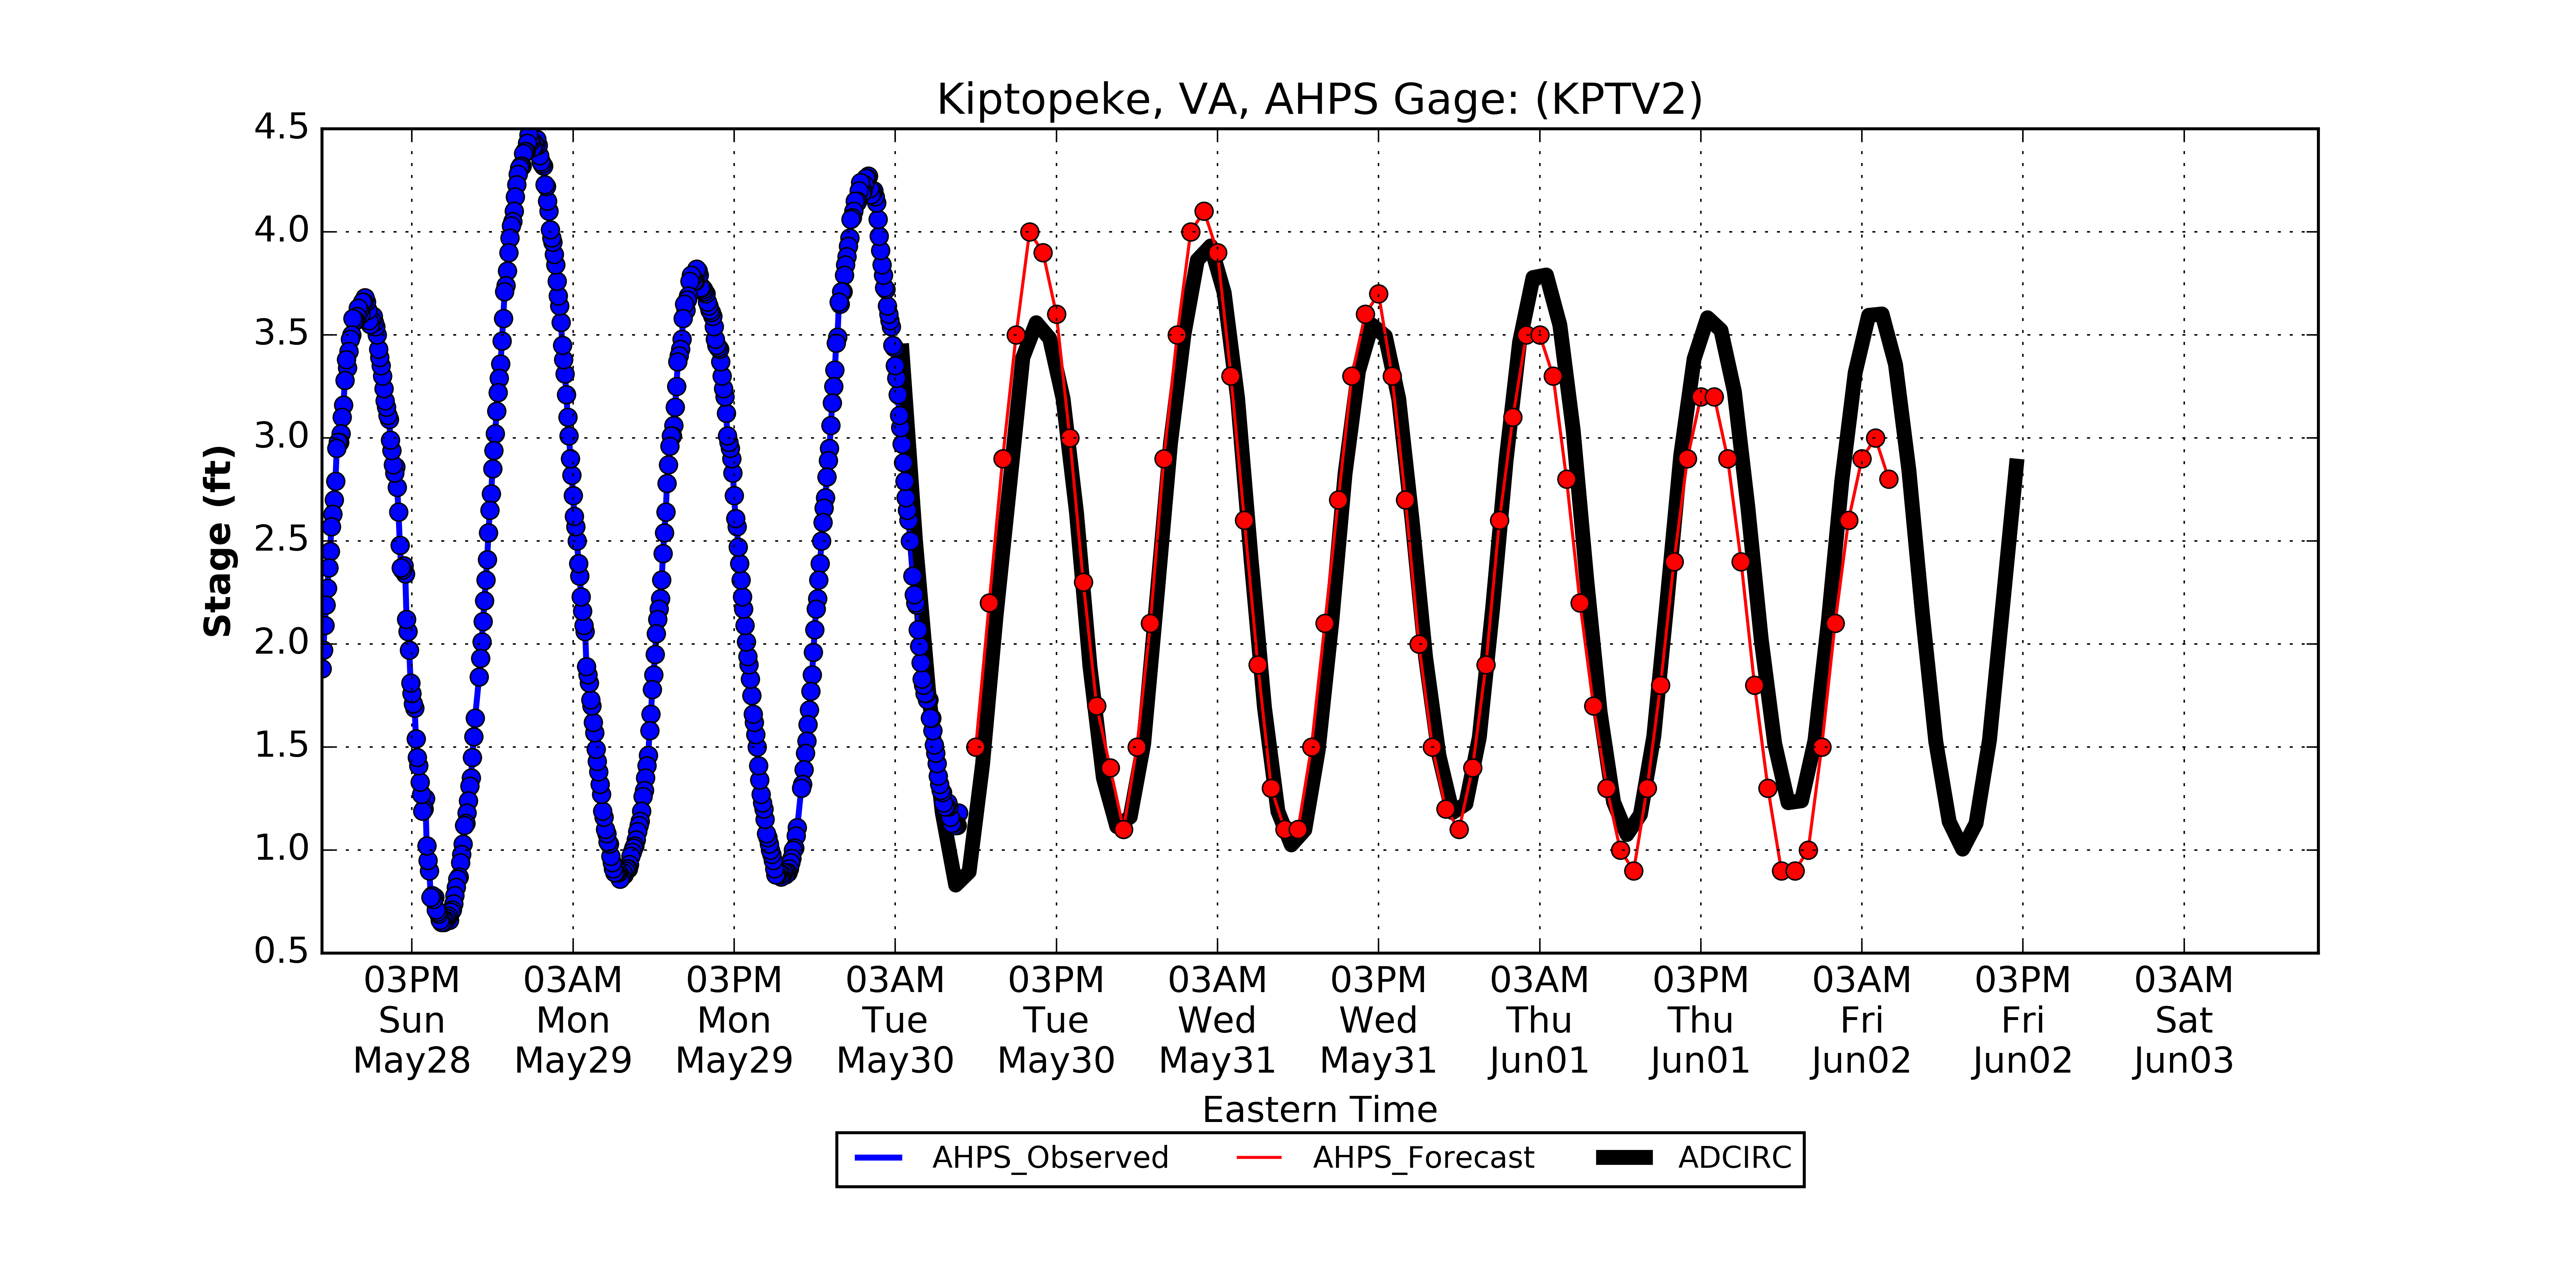 Kiptopeke, VA, AHPS Gage: (KPTV2)
4.5
4.0
3.5
3.0
2.5
2.0
1.5
1.0
0.5
Stage (ft)
03PM 03AM 03PM 03AM 03PM 03AM 03PM 03AM 03PM 03AM 03PM 03AM
Sun Mon Mon Tue Tue Wed Wed Thu Thu Fri Fri Sat
May28 May29 May29 May30 May30 May31 May31 Jun01 Jun01 Jun02 Jun02 Jun03
Eastern Time
AHPS_Observed AHPS_Forecast ADCIRC